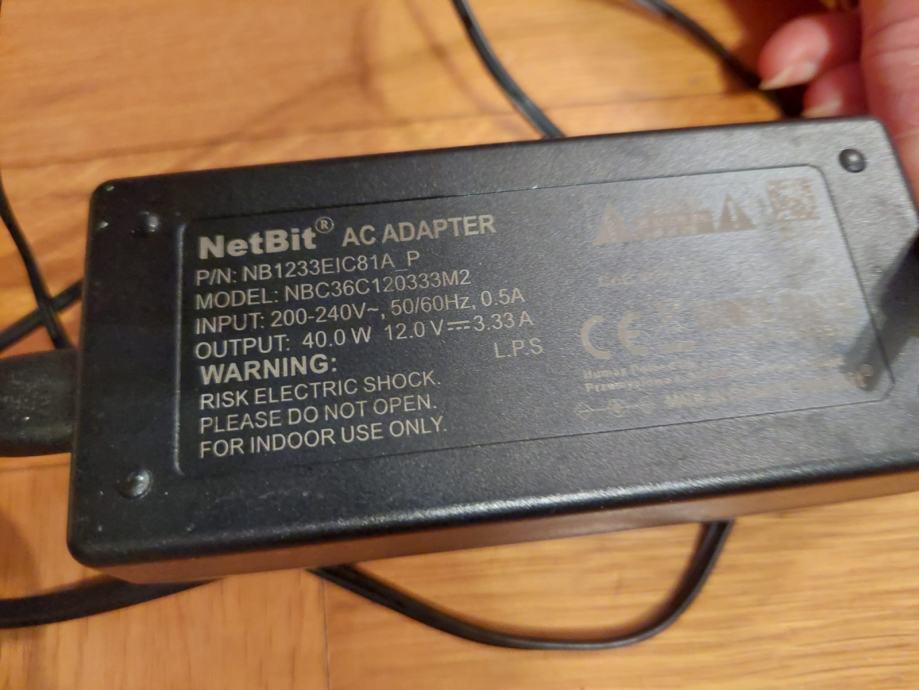 NetBit® AC ADAPTER
P/N: NB1233EIC81A_P
MODEL: NBC36C120333M2
INPUT: 200-240V~, 50/60Hz, 0.5A
OUTPUT: 40.0 W 12.0 V⎓3.33 A
L.P.S
WARNING:
RISK ELECTRIC SHOCK.
PLEASE DO NOT OPEN.
FOR INDOOR USE ONLY.
CE